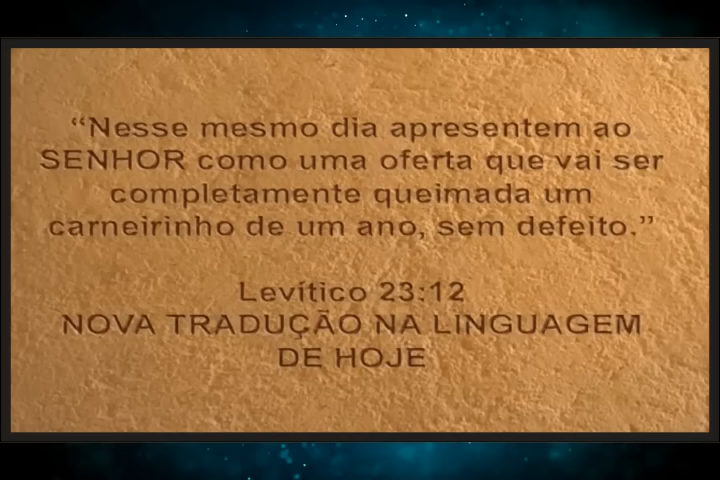 “Nesse mesmo dia apresentem ao
SENHOR como uma oferta que vai ser
completamente queimada um
carneirinho de um ano, sem defeito.”
Levítico 23:12
NOVA TRADUÇÃO NA LINGUAGEM
DE HOJE